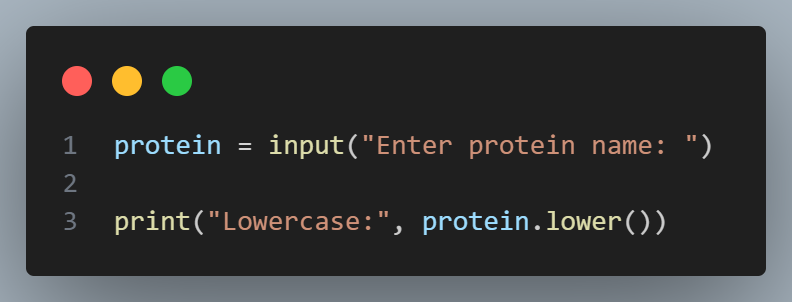 1 protein = input("Enter protein name: ")
2
3 print("Lowercase:", protein.lower())